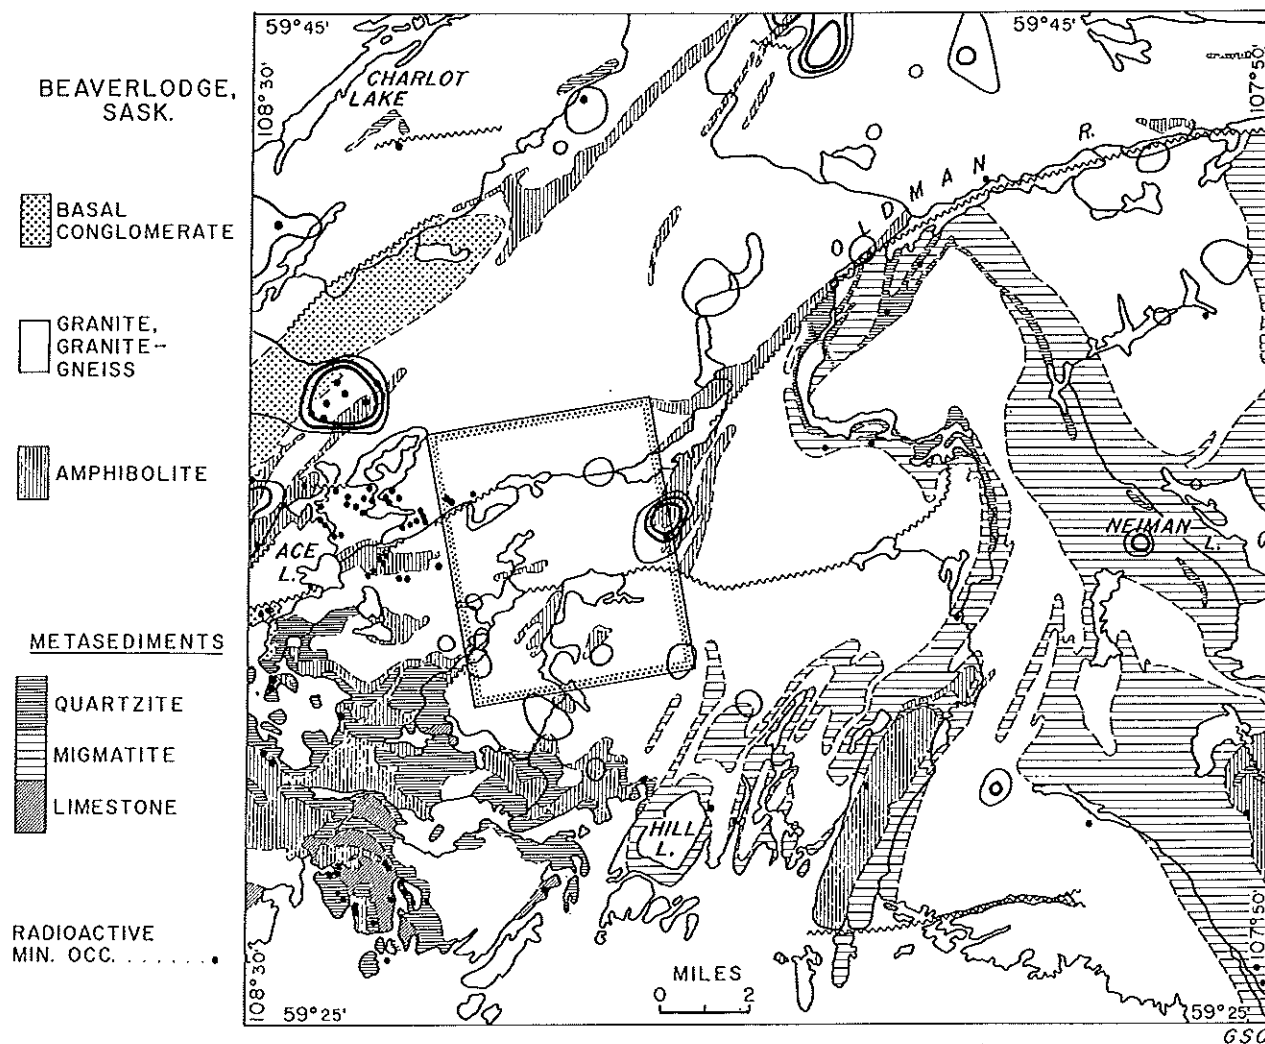 BEAVERLODGE,
SASK.
BASAL
CONGLOMERATE
GRANITE,
GRANITE-
GNEISS
AMPHIBOLITE
METASEDIMENTS
QUARTZITE
MIGMATITE
LIMESTONE
RADIOACTIVE
MIN. OCC. . . . . . . .
59°45'
59°45'
108°30'
107°50'
CHARLOT
LAKE
OLDMAN R.
ACE
L.
NEIMAN
L.
HILL
L.
MILES
0 2
108°30'
59°25'
59°25'
107°50'
GSC